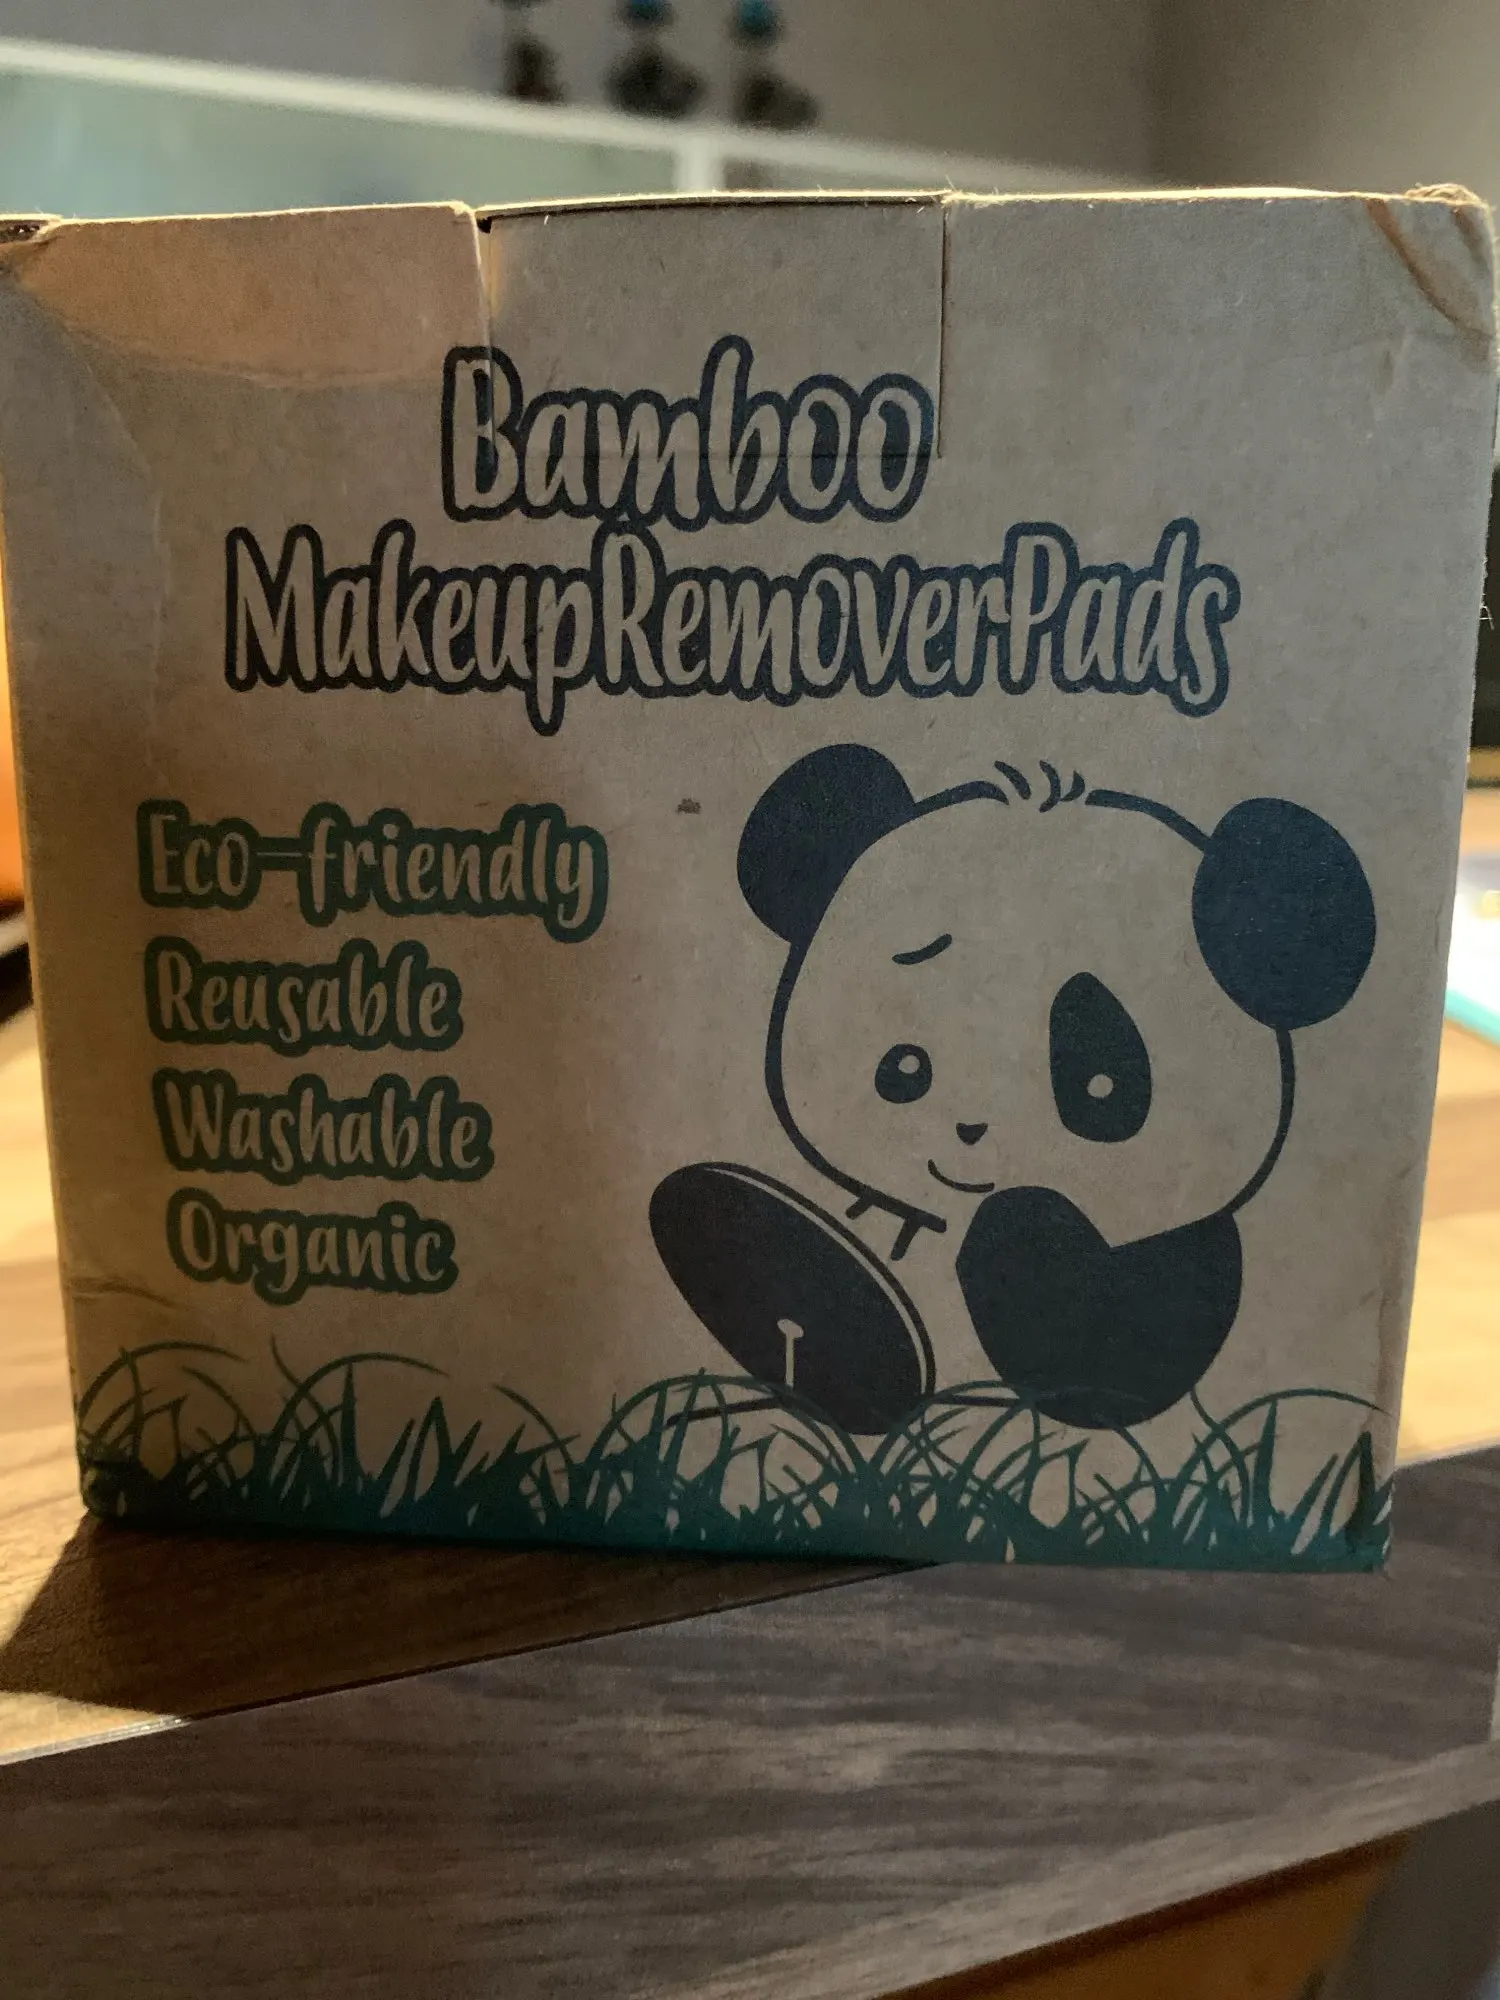 Bamboo
MakeupRemoverPads
Eco-friendly
Reusable
Washable
Organic